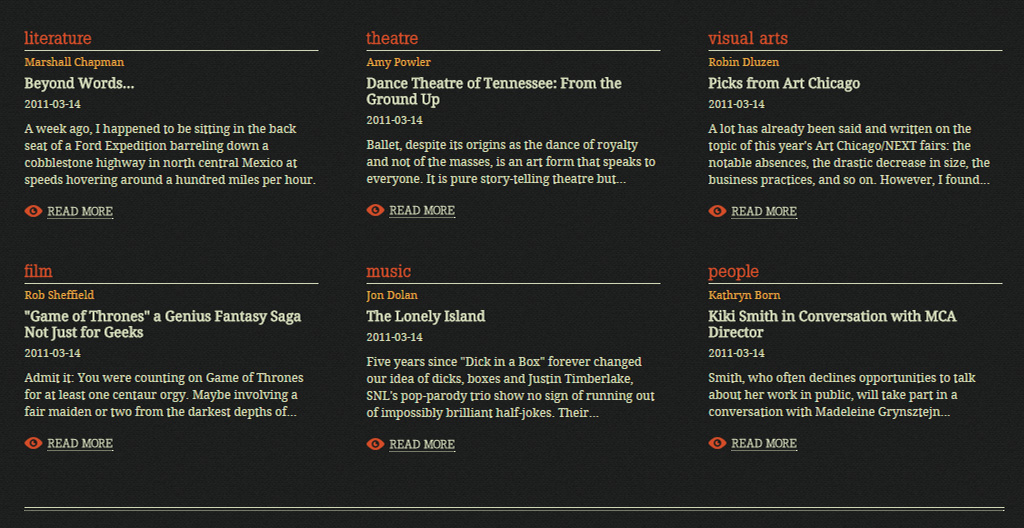 literature
Marshall Chapman
Beyond Words...
2011-03-14
A week ago, I happened to be sitting in the back
seat of a Ford Expedition barreling down a
cobblestone highway in north central Mexico at
speeds hovering around a hundred miles per hour.
READ MORE
theatre
Amy Powler
Dance Theatre of Tennessee: From the
Ground Up
2011-03-14
Ballet, despite its origins as the dance of royalty
and not of the masses, is an art form that speaks to
everyone. It is pure story-telling theatre but...
READ MORE
visual arts
Robin Dluzen
Picks from Art Chicago
2011-03-14
A lot has already been said and written on the
topic of this year's Art Chicago/NEXT fairs: the
notable absences, the drastic decrease in size, the
business practices, and so on. However, I found...
READ MORE
film
Rob Sheffield
"Game of Thrones" a Genius Fantasy Saga
Not Just for Geeks
2011-03-14
Admit it: You were counting on Game of Thrones
for at least one centaur orgy. Maybe involving a
fair maiden or two from the darkest depths of...
READ MORE
music
Jon Dolan
The Lonely Island
2011-03-14
Five years since "Dick in a Box" forever changed
our idea of dicks, boxes and Justin Timberlake,
SNL's pop-parody trio show no sign of running out
of impossibly brilliant half-jokes. Their...
READ MORE
people
Kathryn Born
Kiki Smith in Conversation with MCA
Director
2011-03-14
Smith, who often declines opportunities to talk
about her work in public, will take part in a
conversation with Madeleine Grynsztejn...
READ MORE